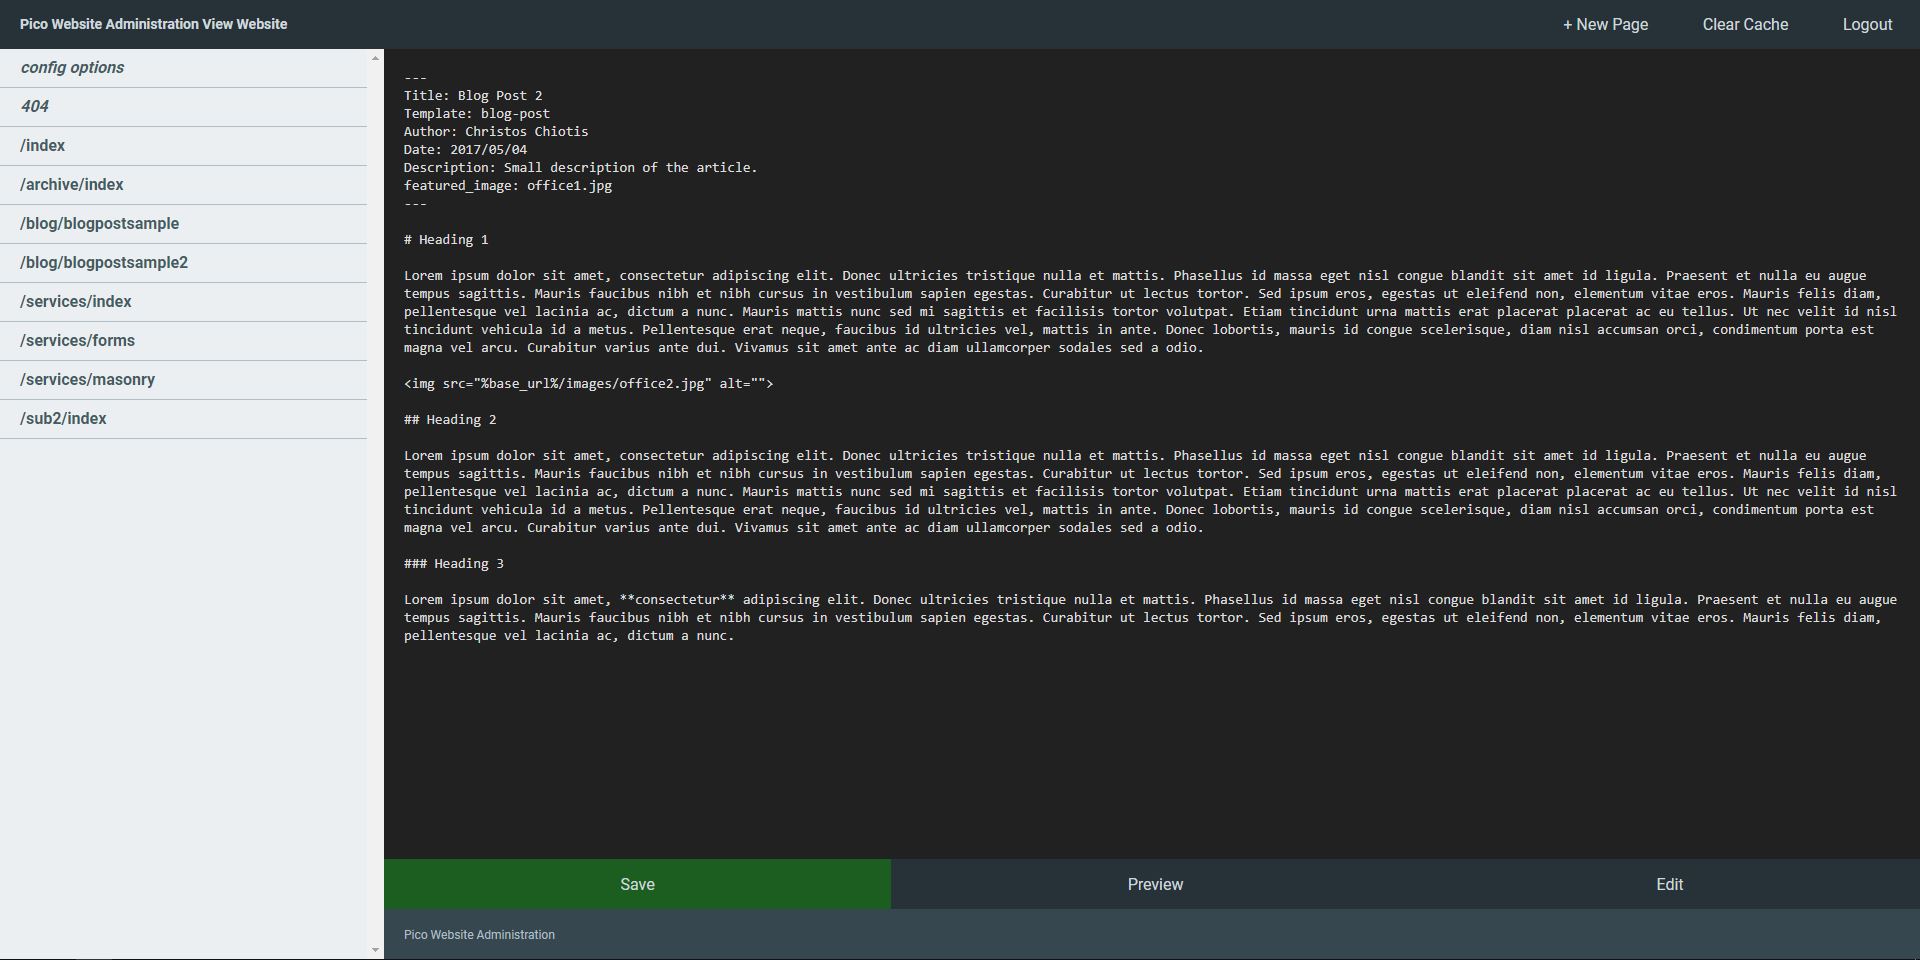 Pico Website Administration View Website
+ New Page
Clear Cache
Logout
config options
404
/index
/archive/index
/blog/blogpostsample
/blog/blogpostsample2
/services/index
/services/forms
/services/masonry
/sub2/index
---
Title: Blog Post 2
Template: blog-post
Author: Christos Chiotis
Date: 2017/05/04
Description: Small description of the article.
featured_image: office1.jpg
---
# Heading 1
Lorem ipsum dolor sit amet, consectetur adipiscing elit. Donec ultricies tristique nulla et mattis. Phasellus id massa eget nisl congue blandit sit amet id ligula. Praesent et nulla eu augue
tempus sagittis. Mauris faucibus nibh et nibh cursus in vestibulum sapien egestas. Curabitur ut lectus tortor. Sed ipsum eros, egestas ut eleifend non, elementum vitae eros. Mauris felis diam,
pellentesque vel lacinia ac, dictum a nunc. Mauris mattis nunc sed mi sagittis et facilisis tortor volutpat. Etiam tincidunt urna mattis erat placerat placerat ac eu tellus. Ut nec velit id nisl
tincidunt vehicula id a metus. Pellentesque erat neque, faucibus id ultricies vel, mattis in ante. Donec lobortis, mauris id congue scelerisque, diam nisl accumsan orci, condimentum porta est
magna vel arcu. Curabitur varius ante dui. Vivamus sit amet ante ac diam ullamcorper sodales sed a odio.
<img src="%base_url%/images/office2.jpg" alt="">
## Heading 2
Lorem ipsum dolor sit amet, consectetur adipiscing elit. Donec ultricies tristique nulla et mattis. Phasellus id massa eget nisl congue blandit sit amet id ligula. Praesent et nulla eu augue
tempus sagittis. Mauris faucibus nibh et nibh cursus in vestibulum sapien egestas. Curabitur ut lectus tortor. Sed ipsum eros, egestas ut eleifend non, elementum vitae eros. Mauris felis diam,
pellentesque vel lacinia ac, dictum a nunc. Mauris mattis nunc sed mi sagittis et facilisis tortor volutpat. Etiam tincidunt urna mattis erat placerat placerat ac eu tellus. Ut nec velit id nisl
tincidunt vehicula id a metus. Pellentesque erat neque, faucibus id ultricies vel, mattis in ante. Donec lobortis, mauris id congue scelerisque, diam nisl accumsan orci, condimentum porta est
magna vel arcu. Curabitur varius ante dui. Vivamus sit amet ante ac diam ullamcorper sodales sed a odio.
### Heading 3
Lorem ipsum dolor sit amet, **consectetur** adipiscing elit. Donec ultricies tristique nulla et mattis. Phasellus id massa eget nisl congue blandit sit amet id ligula. Praesent et nulla eu augue
tempus sagittis. Mauris faucibus nibh et nibh cursus in vestibulum sapien egestas. Curabitur ut lectus tortor. Sed ipsum eros, egestas ut eleifend non, elementum vitae eros. Mauris felis diam,
pellentesque vel lacinia ac, dictum a nunc.
Save
Preview
Edit
Pico Website Administration